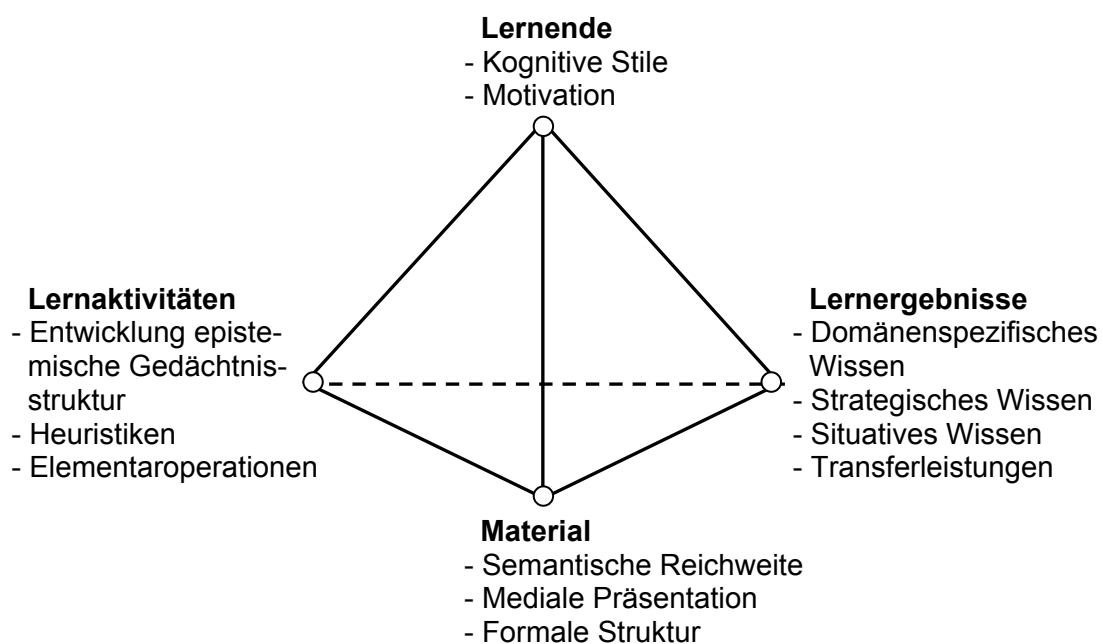 Lernende
- Kognitive Stile
- Motivation
Lernaktivitäten
- Entwicklung episte-
mische Gedächtnis-
struktur
- Heuristiken
- Elementaroperationen
Lernergebnisse
- Domänenspezifisches
Wissen
- Strategisches Wissen
- Situatives Wissen
- Transferleistungen
Material
- Semantische Reichweite
- Mediale Präsentation
- Formale Struktur